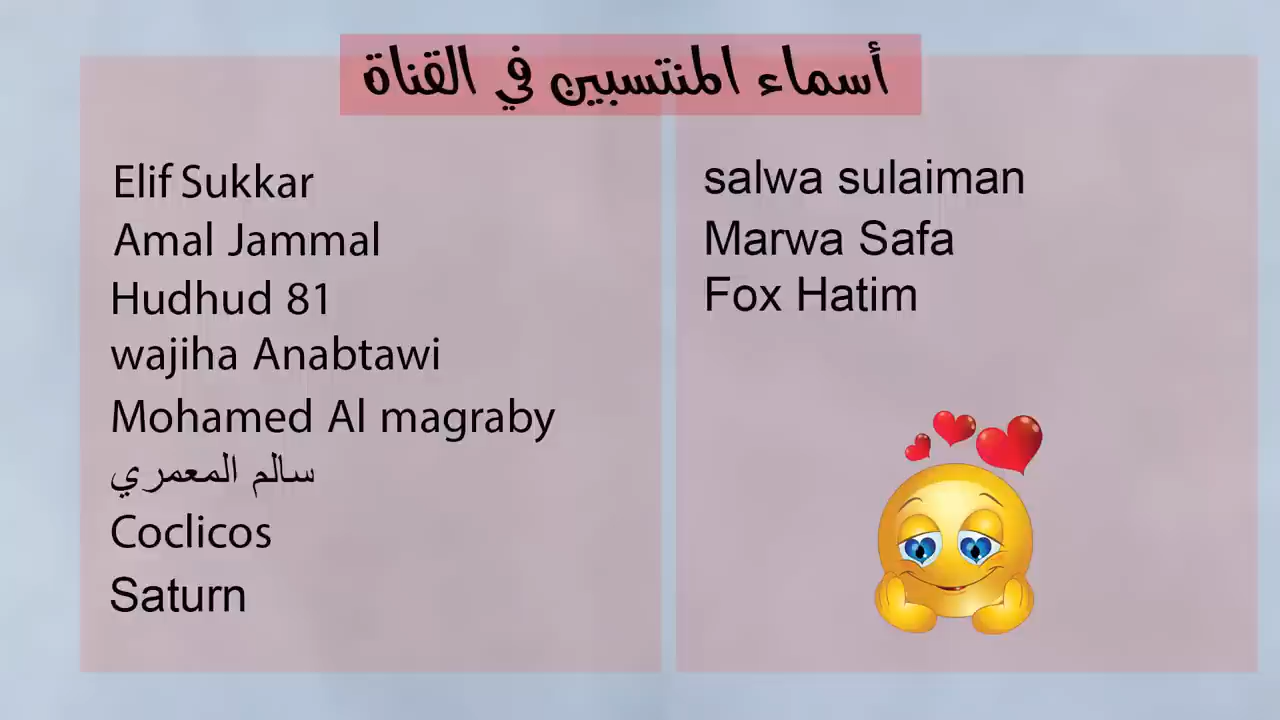 أسماء المنتسبين في القناة
Elif Sukkar
Amal Jammal
Hudhud 81
wajiha Anabtawi
Mohamed Al magraby
سالم المعمري
Coclicos
Saturn
salwa sulaiman
Marwa Safa
Fox Hatim